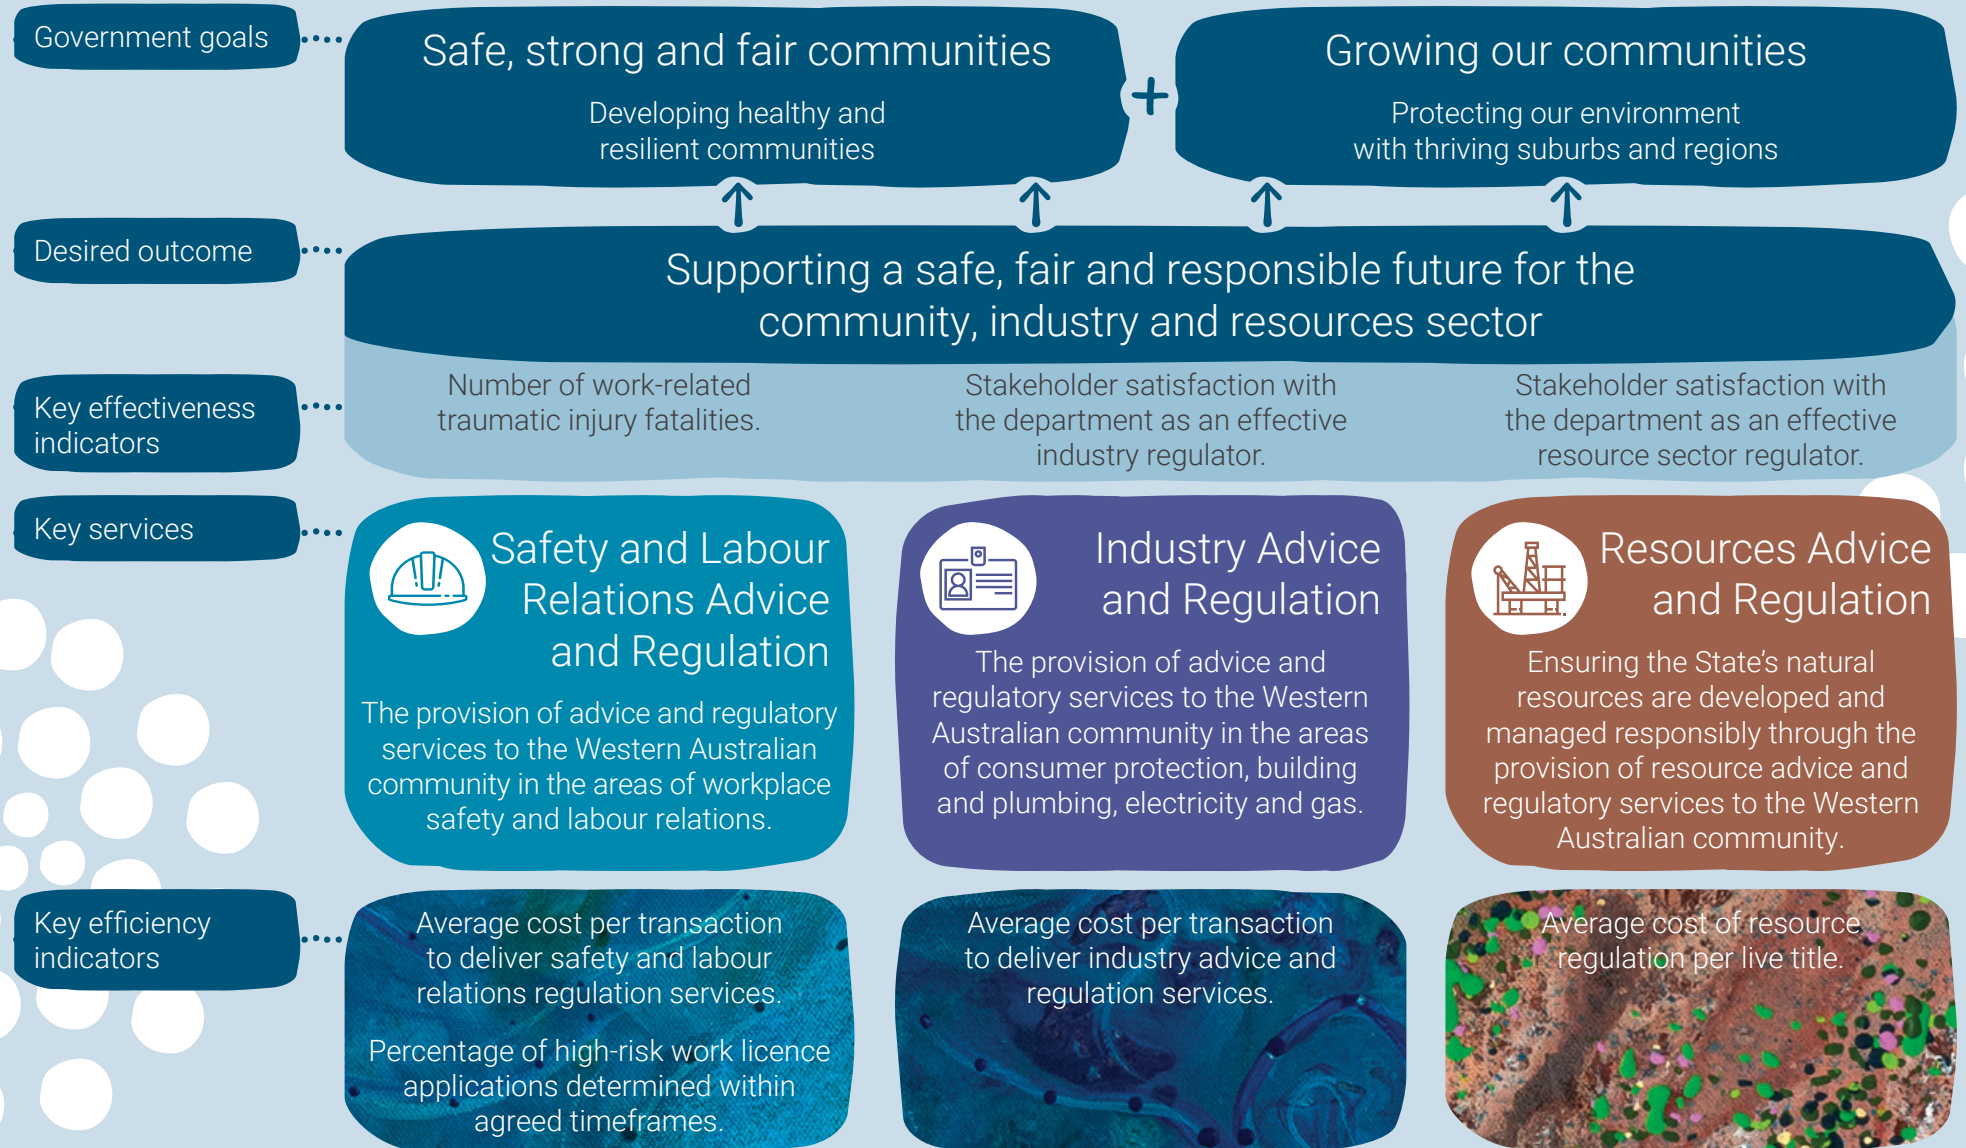 Government goals
Safe, strong and fair communities
Developing healthy and
resilient communities
+
Growing our communities
Protecting our environment
with thriving suburbs and regions
Desired outcome
Supporting a safe, fair and responsible future for the
community, industry and resources sector
Key effectiveness
indicators
Number of work-related
traumatic injury fatalities.
Stakeholder satisfaction with
the department as an effective
industry regulator.
Stakeholder satisfaction with
the department as an effective
resource sector regulator.
Key services
Safety and Labour
Relations Advice
and Regulation
The provision of advice and regulatory
services to the Western Australian
community in the areas of workplace
safety and labour relations.
Industry Advice
and Regulation
The provision of advice and
regulatory services to the Western
Australian community in the areas
of consumer protection, building
and plumbing, electricity and gas.
Resources Advice
and Regulation
Ensuring the State’s natural
resources are developed and
managed responsibly through the
provision of resource advice and
regulatory services to the Western
Australian community.
Key efficiency
indicators
Average cost per transaction
to deliver safety and labour
relations regulation services.
Percentage of high-risk work licence
applications determined within
agreed timeframes.
Average cost per transaction
to deliver industry advice and
regulation services.
Average cost of resource
regulation per live title.